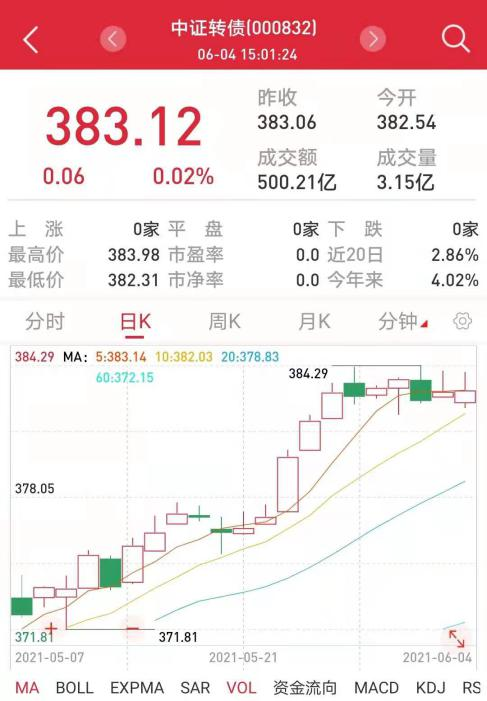 中证转债(000832)
06-04 15:01:24
383.12
0.06 0.02%
昨收 今开
383.06 382.54
成交额 成交量
500.21亿 3.15亿
上涨 0家 平盘 0家 下跌 0家
最高价 383.98 市盈率 0.0 近20日 2.86%
最低价 382.31 市净率 0.0 今年来 4.02%
分时 日K 周K 月K 分钟
384.29 MA: 5:383.14 10:382.03 20:378.83
60:372.15
384.29
378.05
371.81 371.81
2021-05-07 2021-05-21 2021-06-04
MA BOLL EXPMA SAR VOL 资金流向 MACD KDJ RS